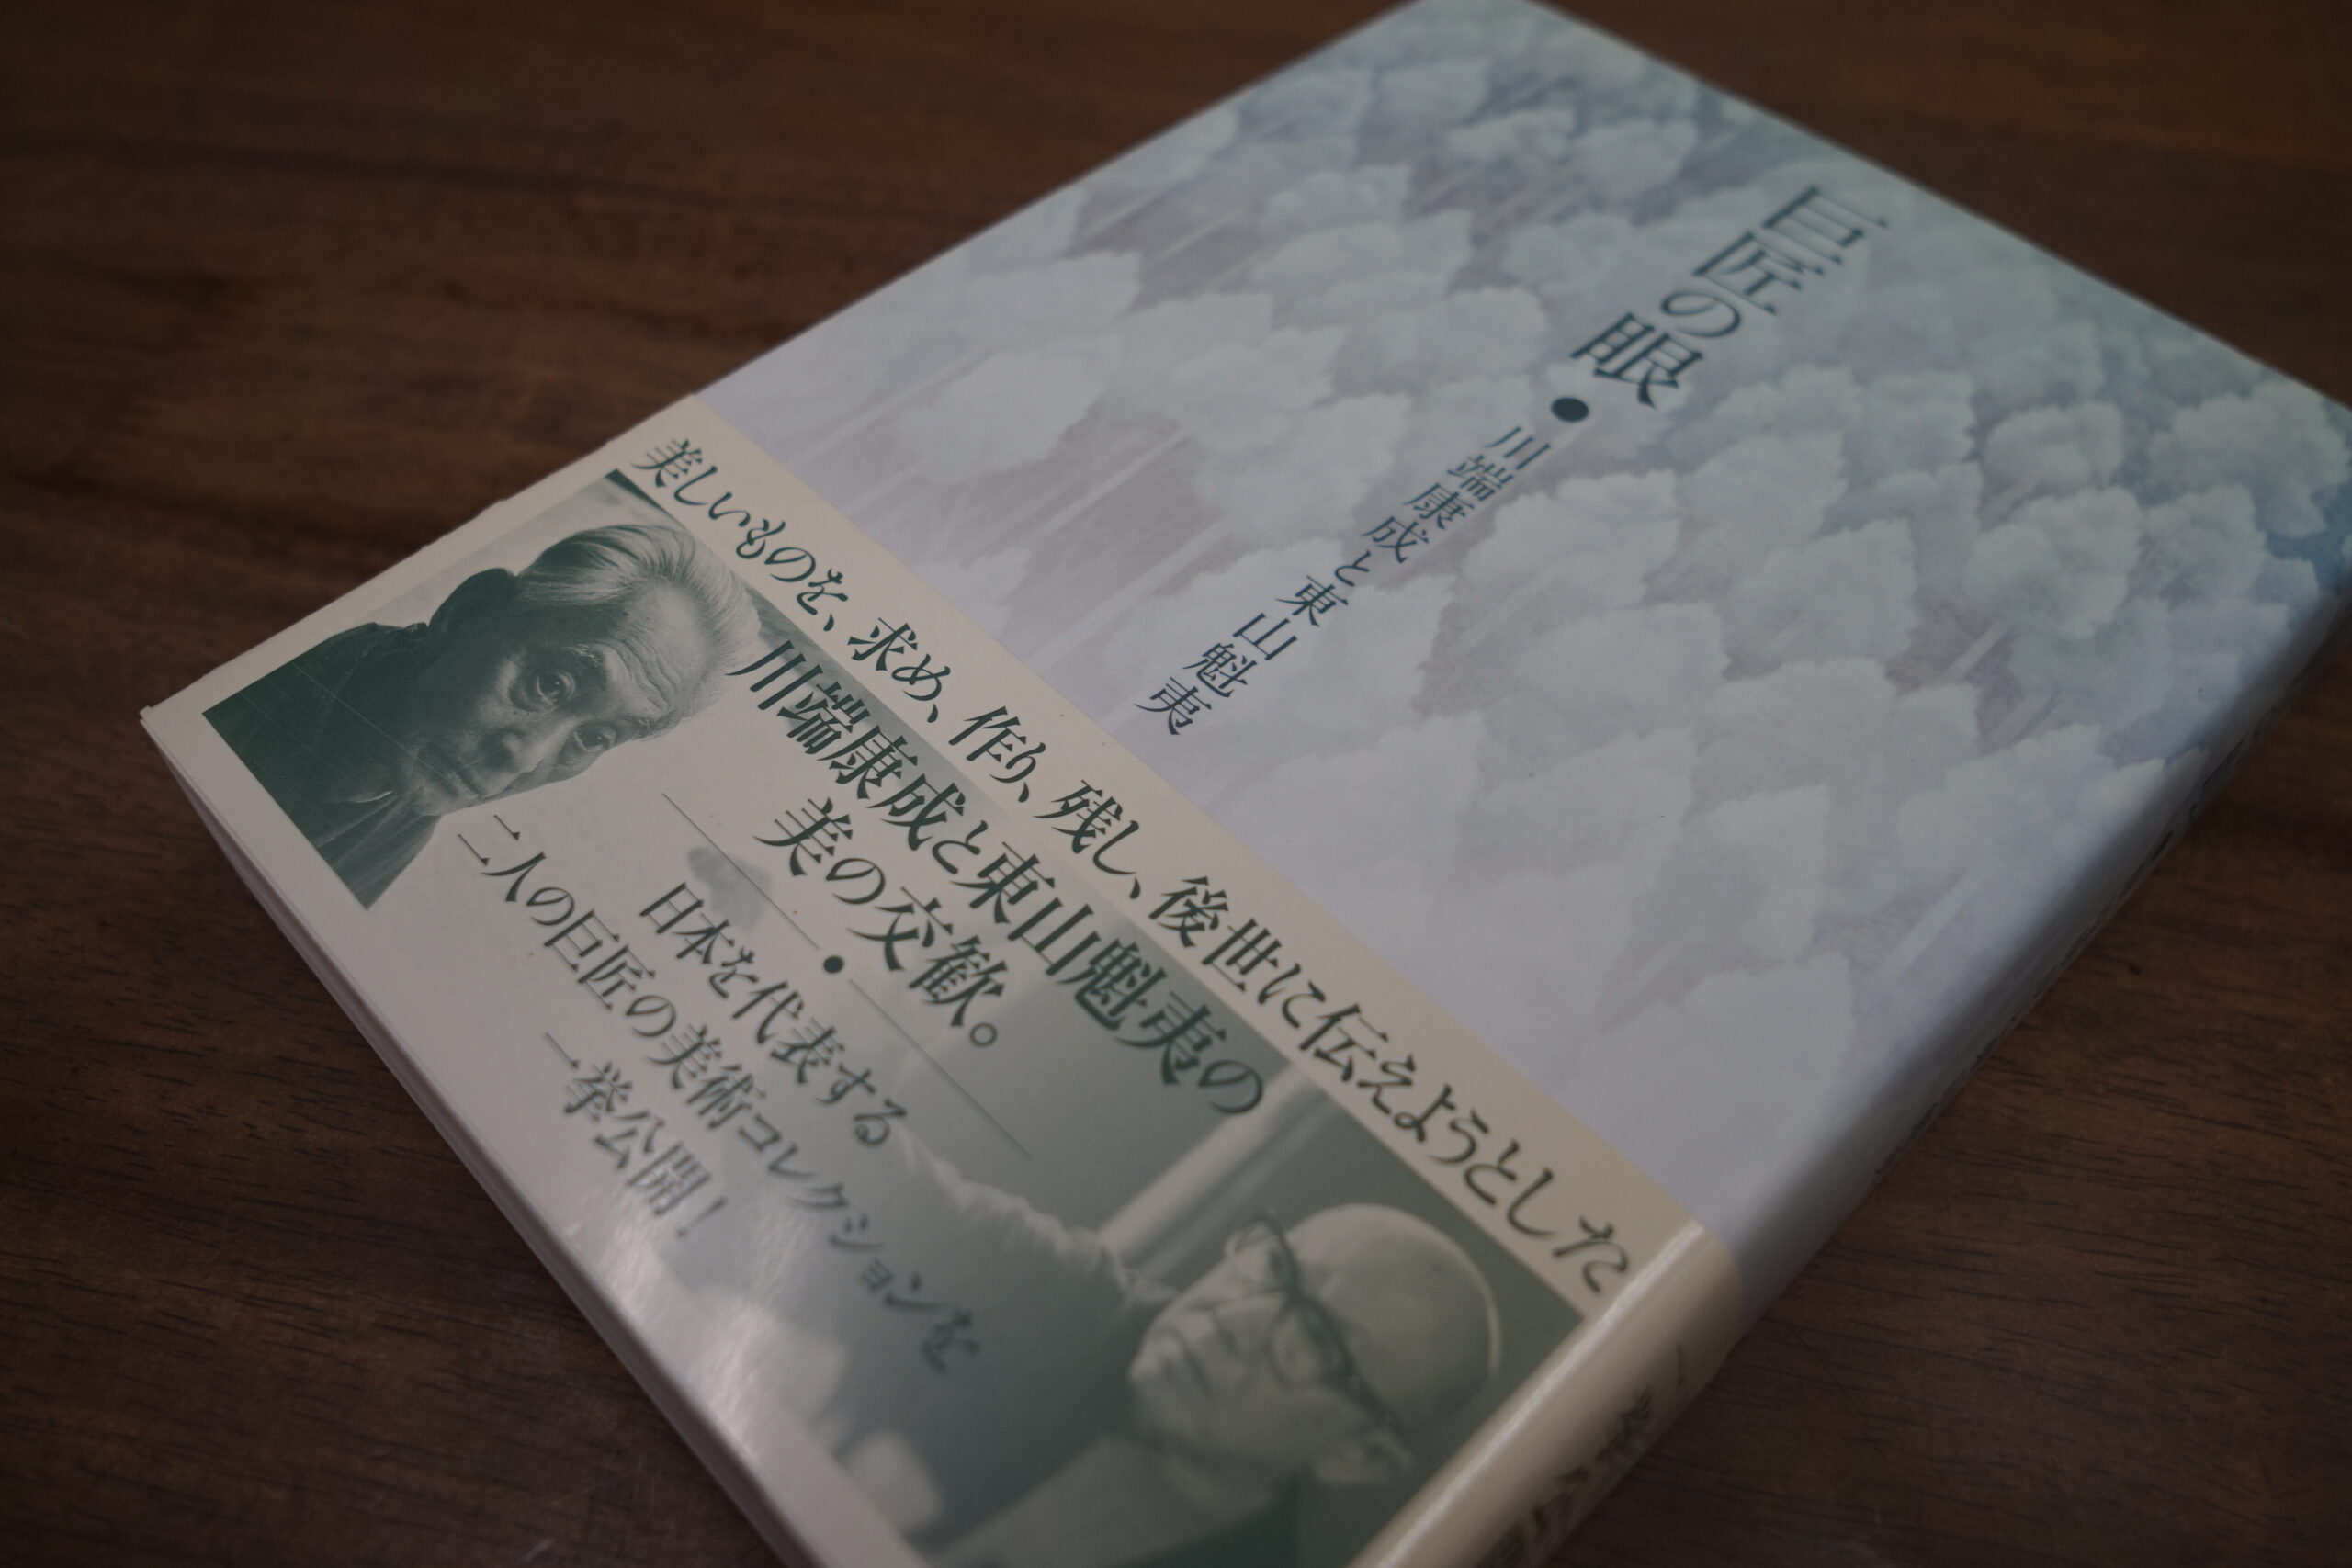 巨匠の眼●川端康成と東山魁夷
美しいものを、求め、作り、残し、後世に伝えようとした
川端康成と東山魁夷の
美の交歓。
日本を代表する
二人の巨匠の美術コレクションを
一挙公開!